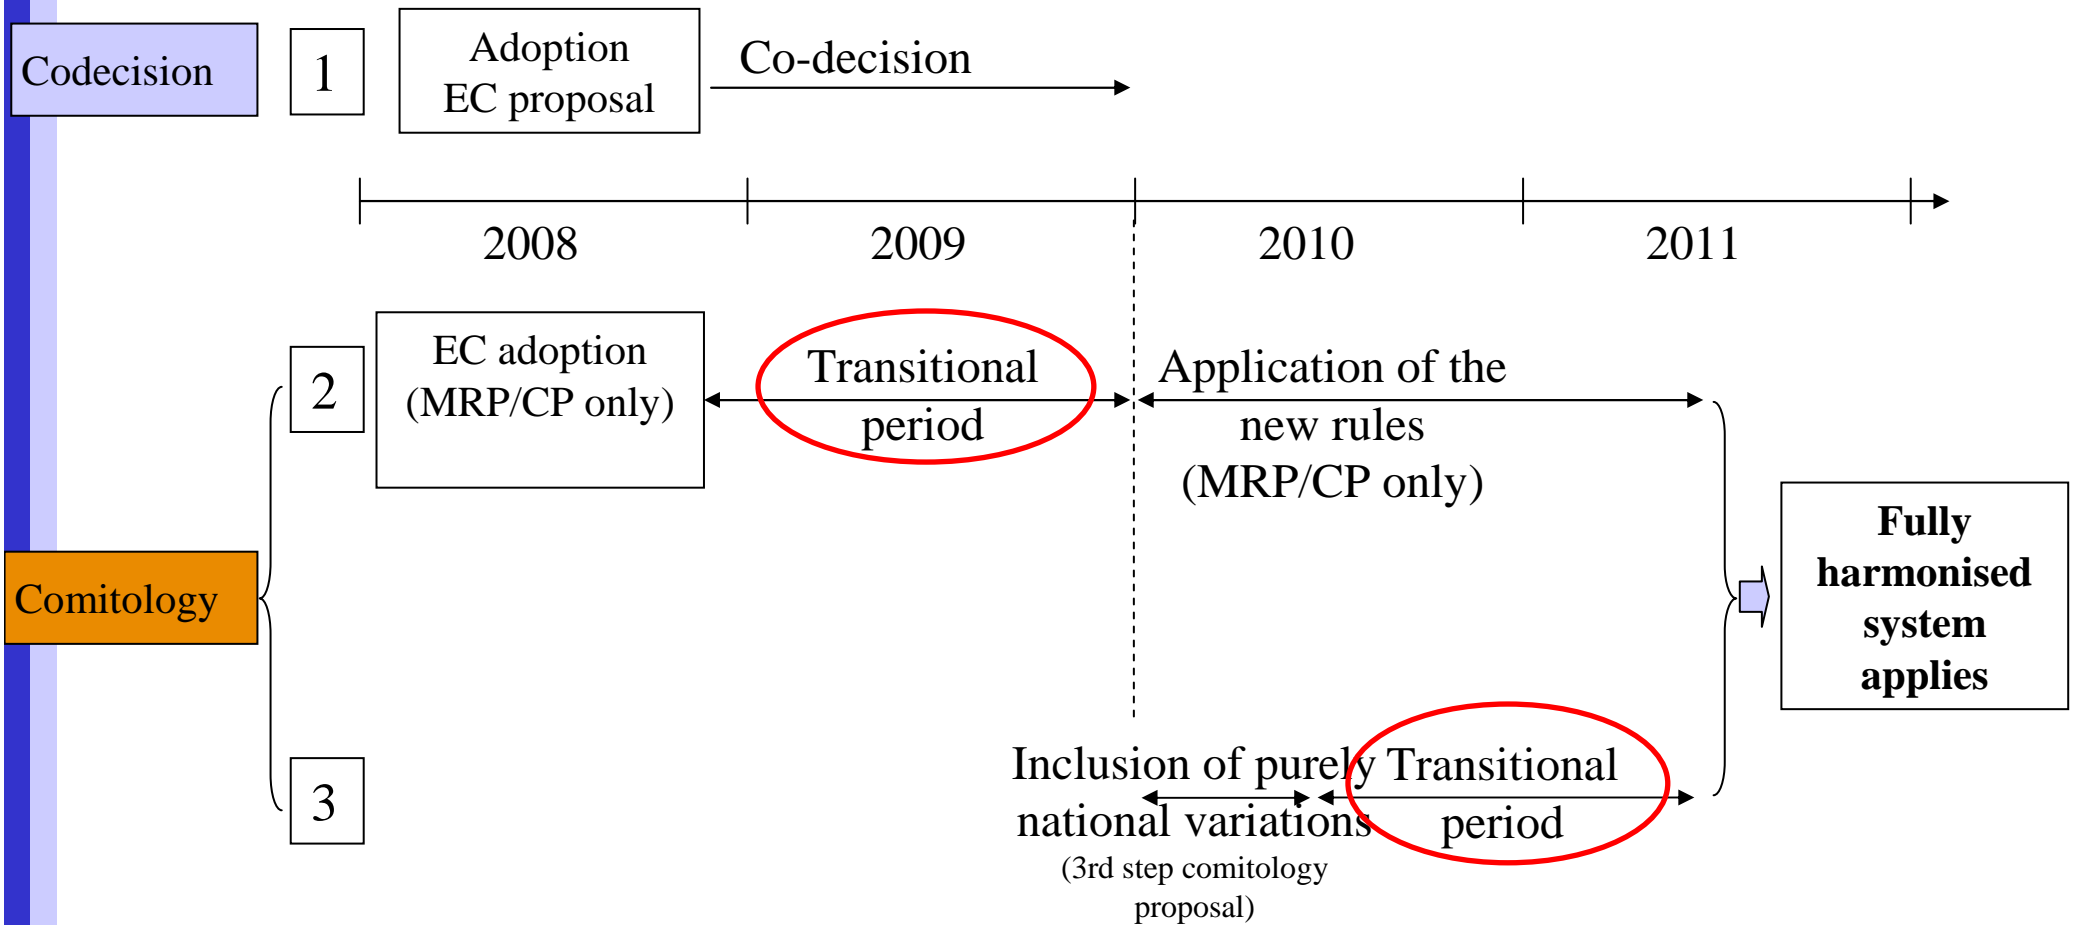 Codecision
1
Adoption
EC proposal
Co-decision
2008
2009
2010
2011
Comitology
2
EC adoption
(MRP/CP only)
Transitional
period
Application of the
new rules
(MRP/CP only)
Fully
harmonised
system
applies
3
Inclusion of purely
national variations
(3rd step comitology
proposal)
Transitional
period